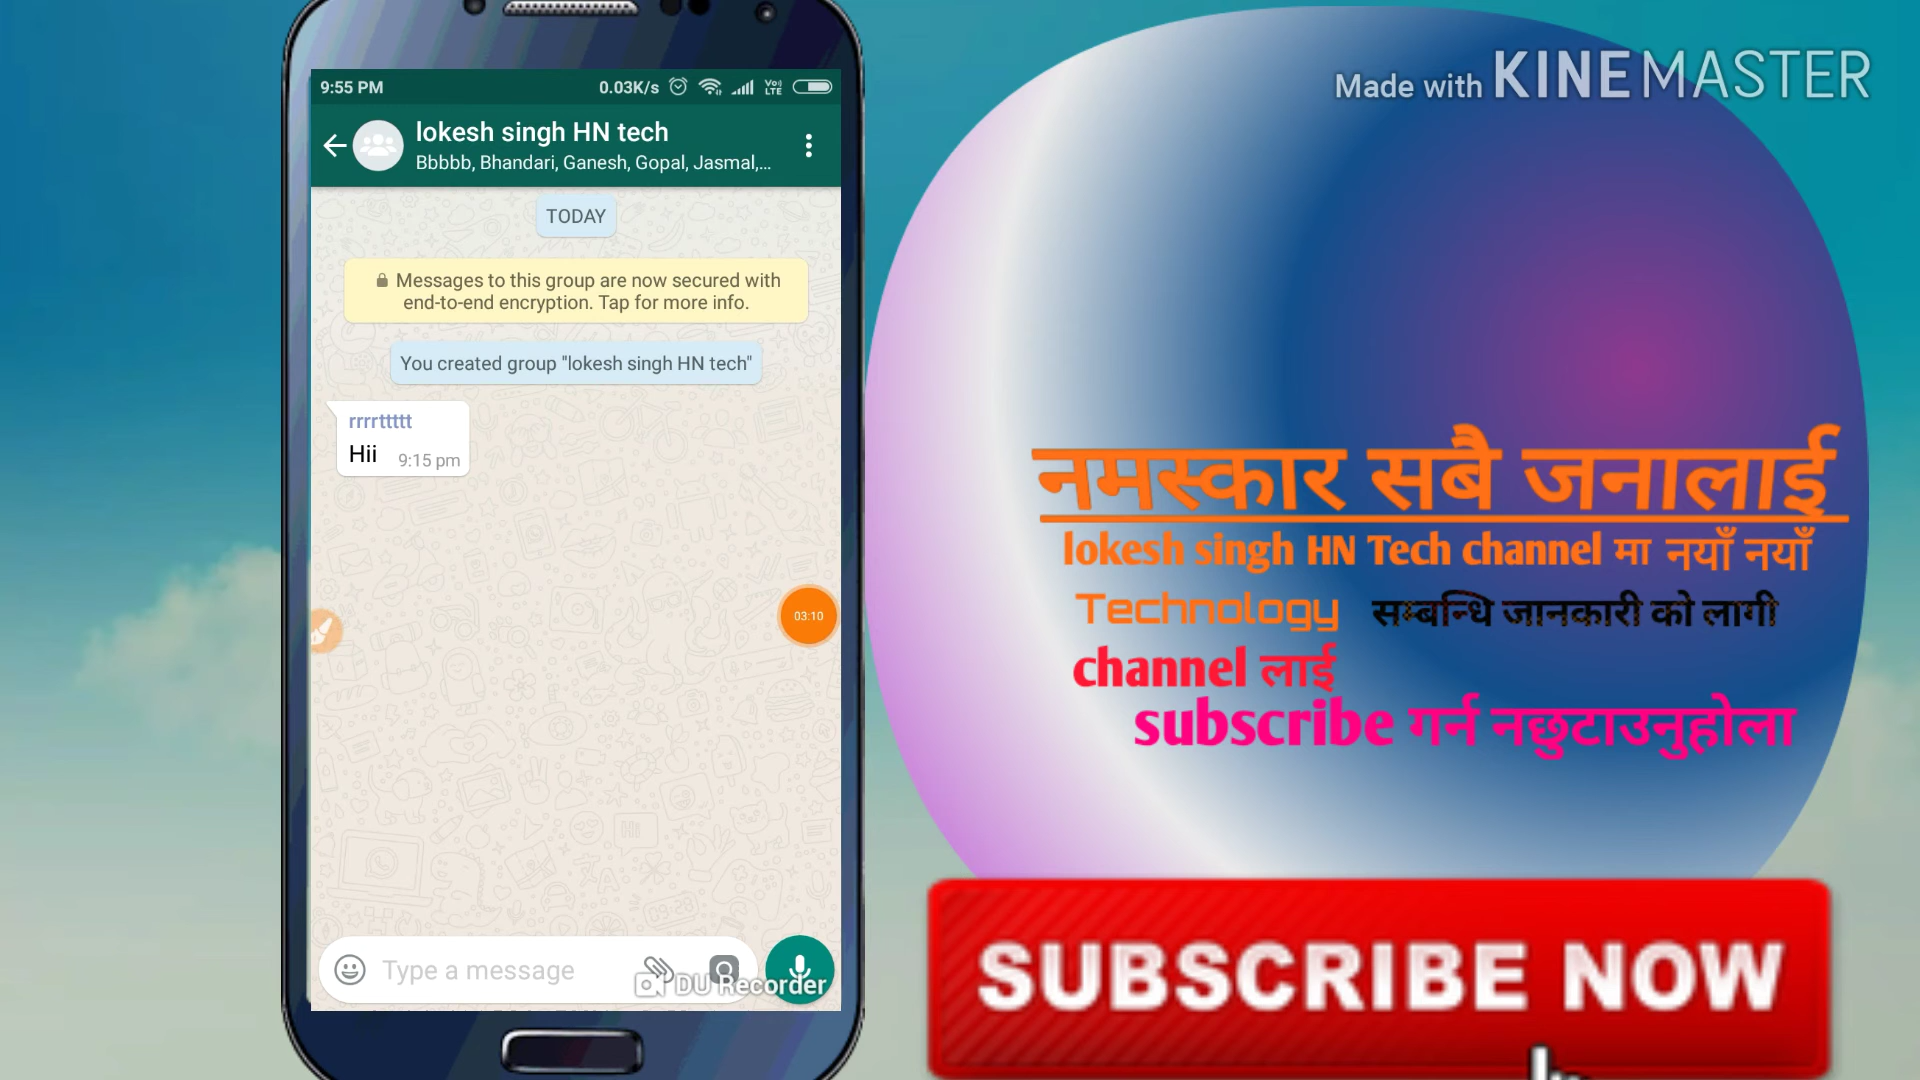 9:55 PM
0.03K/s
Vo) LTE
lokesh singh HN tech
Bbbbb, Bhandari, Ganesh, Gopal, Jasmal,...
TODAY
Messages to this group are now secured with
end-to-end encryption. Tap for more info.
You created group "lokesh singh HN tech"
rrrrttttt
Hii 9:15 pm
03:10
Type a message
DU Recorder
Made with KINEMASTER
नमस्कार सबै जनालाई
lokesh singh HN Tech channel मा नयाँ नयाँ
Technology सम्बन्धि जानकारी को लागी
channel लाई
subscribe गर्न नछुटाउनुहोला
SUBSCRIBE NOW